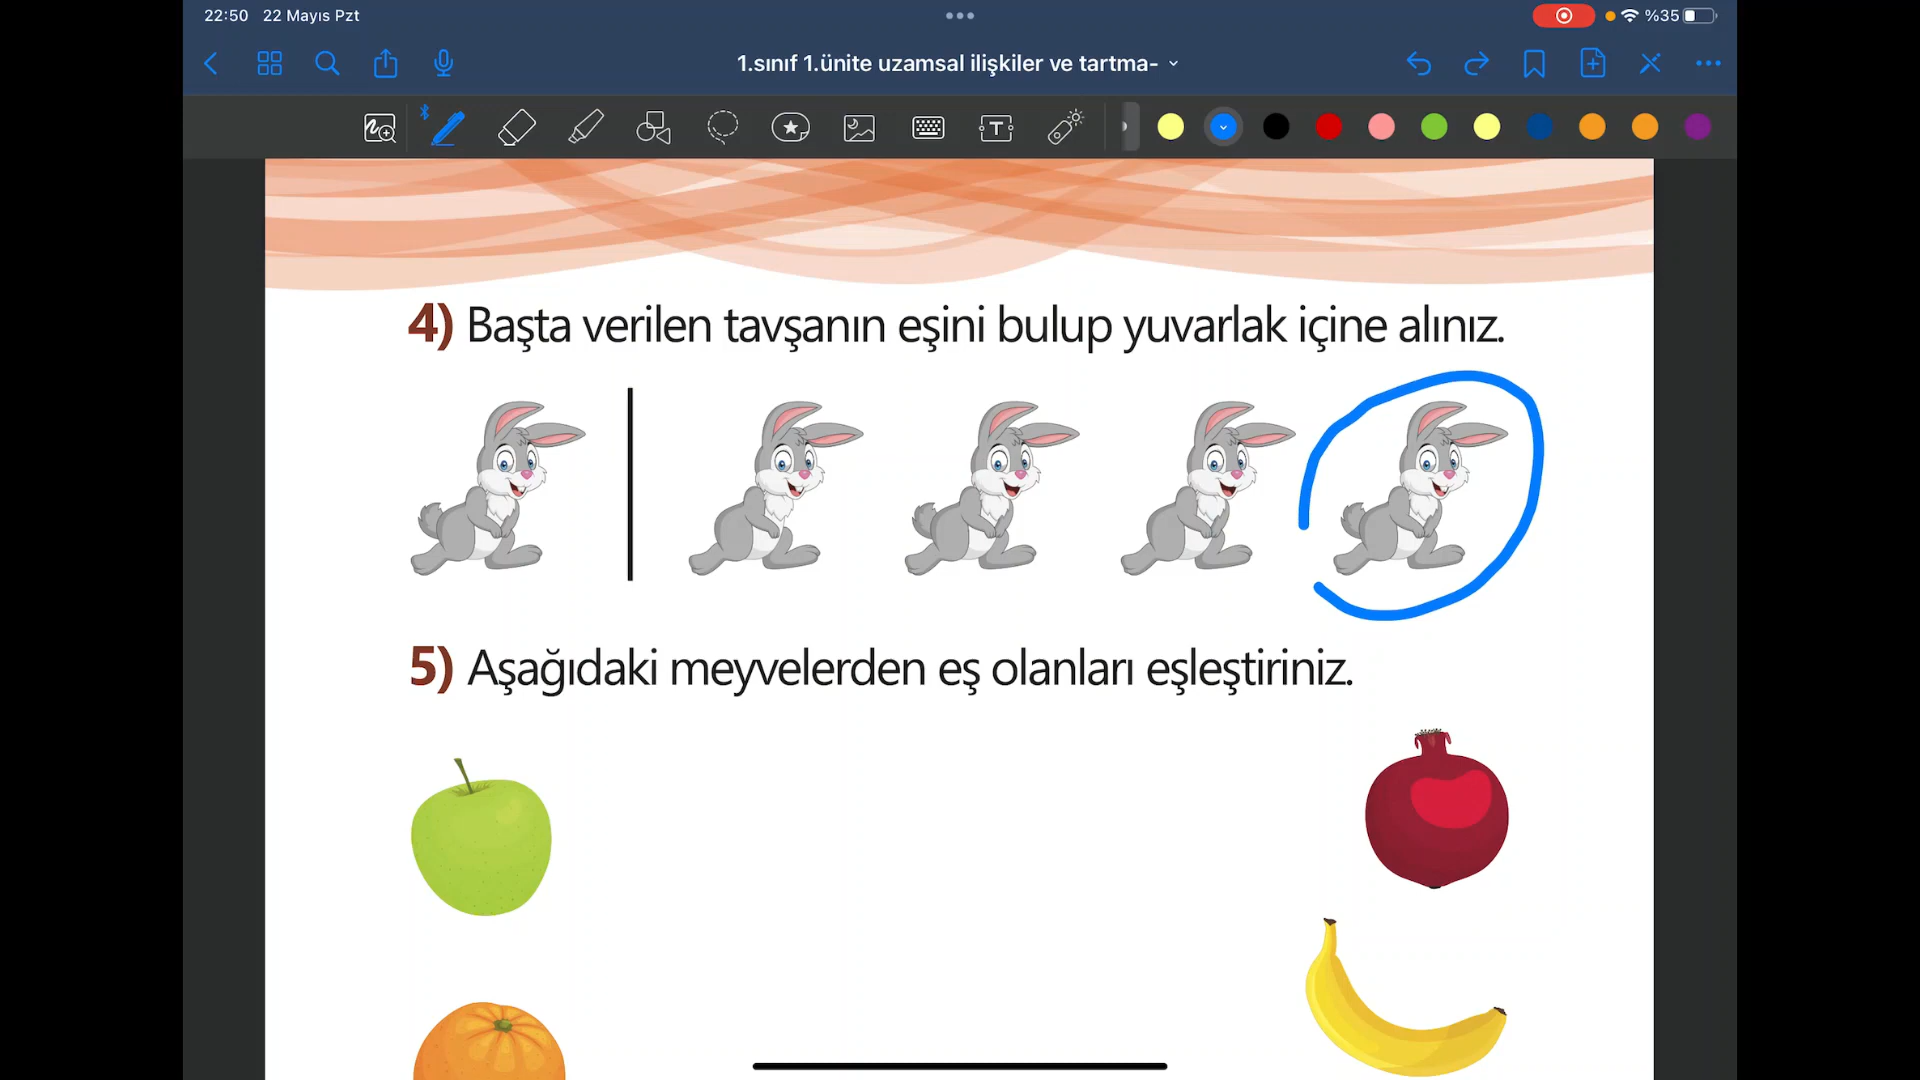 22:50 22 Mayıs Pzt
%35
1.sınıf 1.ünite uzamsal ilişkiler ve tartma-
T
4) Başta verilen tavşanın eşini bulup yuvarlak içine alınız.
5) Aşağıdaki meyvelerden eş olanları eşleştiriniz.